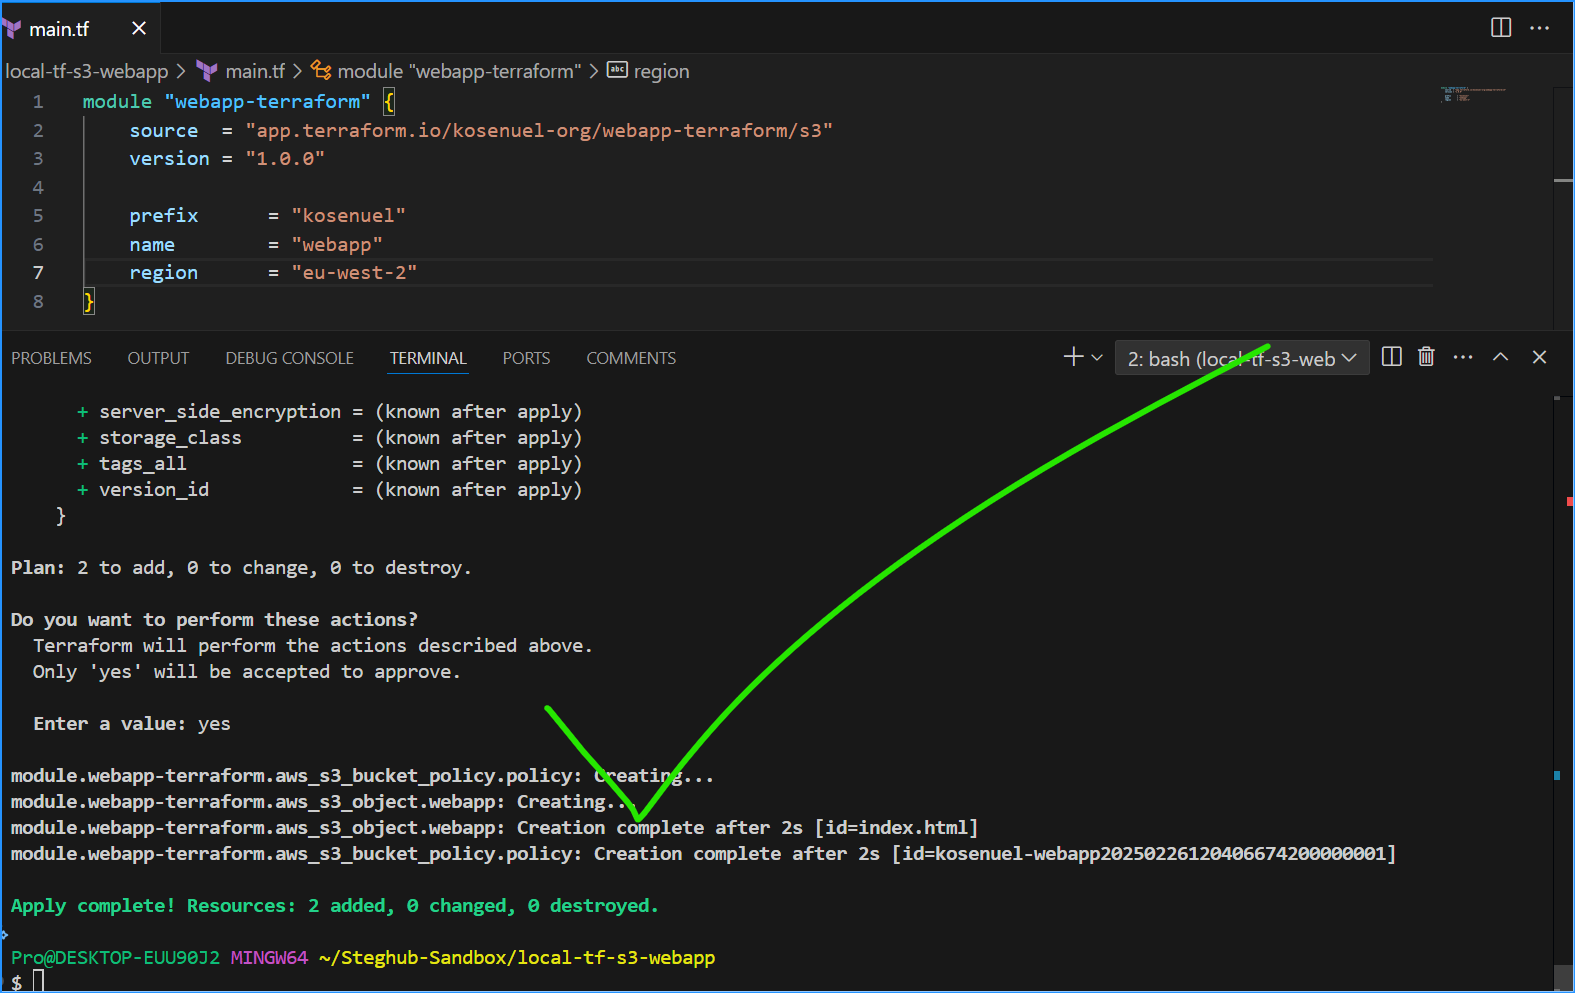 main.tf
local-tf-s3-webapp > main.tf > module "webapp-terraform" > abc region
1 module "webapp-terraform" {
2 source = "app.terraform.io/kosenuel-org/webapp-terraform/s3"
3 version = "1.0.0"
4
5 prefix = "kosenuel"
6 name = "webapp"
7 region = "eu-west-2"
8 }
PROBLEMS OUTPUT DEBUG CONSOLE TERMINAL PORTS COMMENTS 2: bash (local-tf-s3-web
+ server_side_encryption = (known after apply)
+ storage_class = (known after apply)
+ tags_all = (known after apply)
+ version_id = (known after apply)
}
Plan: 2 to add, 0 to change, 0 to destroy.
Do you want to perform these actions?
Terraform will perform the actions described above.
Only 'yes' will be accepted to approve.
Enter a value: yes
module.webapp-terraform.aws_s3_bucket_policy.policy: Creating...
module.webapp-terraform.aws_s3_object.webapp: Creating...
module.webapp-terraform.aws_s3_object.webapp: Creation complete after 2s [id=index.html]
module.webapp-terraform.aws_s3_bucket_policy.policy: Creation complete after 2s [id=kosenuel-webapp20250226120406674200000001]
Apply complete! Resources: 2 added, 0 changed, 0 destroyed.
Pro@DESKTOP-EUU90J2 MINGW64 ~/Steghub-Sandbox/local-tf-s3-webapp
$